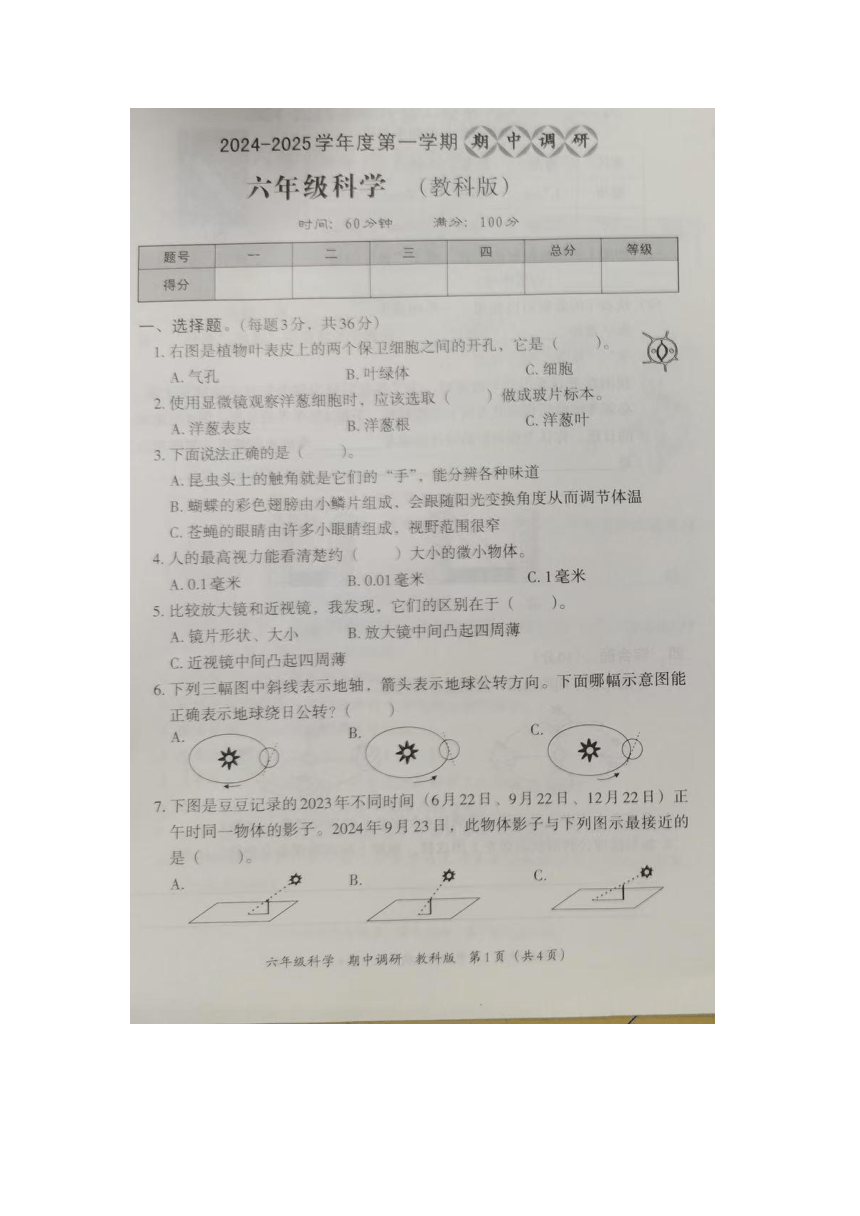 2024-2025学年度第一学期 期中调研
六年级科学 （教科版）
时间：60分钟 满分：100分
题号 一 二 三 四 总分 等级
得分
一、选择题。（每题3分，共36分）
1. 右图是植物叶表皮上的两个保卫细胞之间的开孔，它是（ ）。
A. 气孔 B. 叶绿体 C. 细胞
2. 使用显微镜观察洋葱细胞时，应该选取（ ）做成玻片标本。
A. 洋葱表皮 B. 洋葱根 C. 洋葱叶
3. 下面说法正确的是（ ）。
A. 昆虫头上的触角就是它们的“手”，能分辨各种味道
B. 蝴蝶的彩色翅膀由小鳞片组成，会跟随阳光变换角度从而调节体温
C. 苍蝇的眼睛由许多小眼睛组成，视野范围很窄
4. 人的最高视力能看清楚约（ ）大小的微小物体。
A. 0.1毫米 B. 0.01毫米 C. 1毫米
5. 比较放大镜和近视镜，我发现，它们的区别在于（ ）。
A. 镜片形状、大小 B. 放大镜中间凸起四周薄
C. 近视镜中间凸起四周薄
6. 下列三幅图中斜线表示地轴，箭头表示地球公转方向。下面哪幅示意图能
正确表示地球绕日公转？（ ）
A. B. C.
7. 下图是豆豆记录的2023年不同时间（6月22日、9月22日、12月22日）正
午时同一物体的影子。2024年9月23日，此物体影子与下列图示最接近的
是（ ）。
A. B. C.
六年级科学 期中调研 教科版 第1页（共4页）